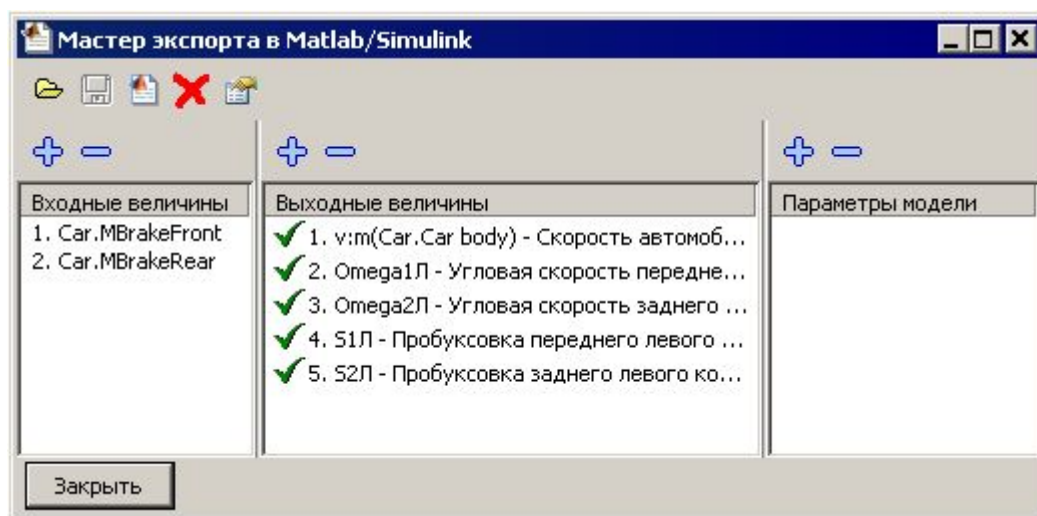 Мастер экспорта в Matlab/Simulink
Входные величины
1. Car.MBrakeFront
2. Car.MBrakeRear
Выходные величины
1. v:m(Car.Car body) - Скорость автомоб...
2. Omega1Л - Угловая скорость передне...
3. Omega2Л - Угловая скорость заднего ...
4. S1Л - Пробуксовка переднего левого ...
5. S2Л - Пробуксовка заднего левого ко...
Параметры модели
Закрыть